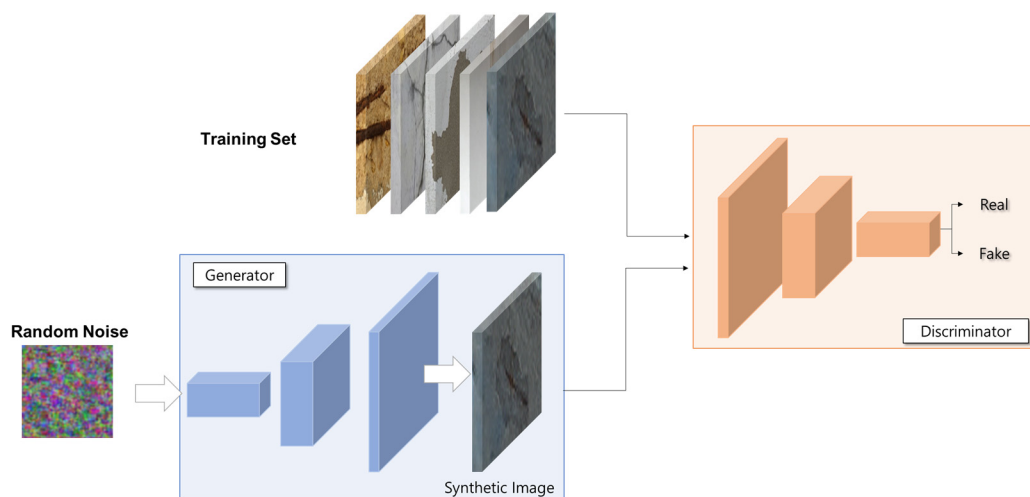 Training Set
Real
Fake
Discriminator
Generator
Random Noise
Synthetic Image